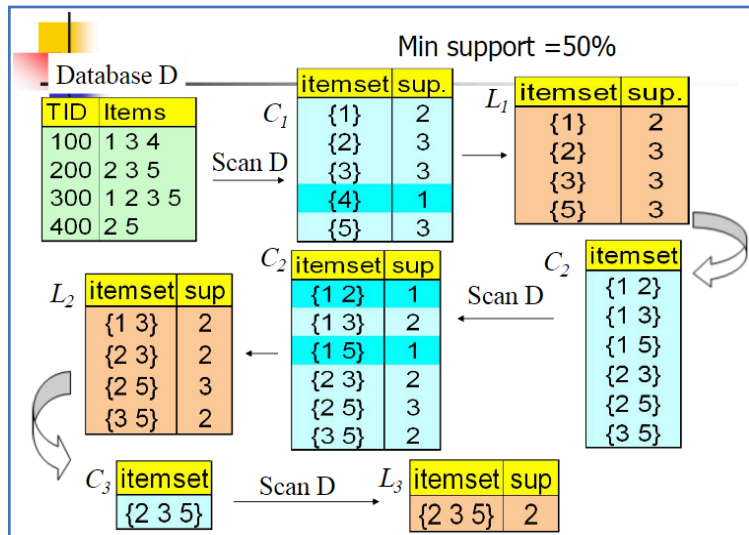 Min support =50%
Database D
TID Items
100 1 3 4
200 2 3 5
300 1 2 3 5
400 2 5
Scan D
C1
itemset sup.
{1} 2
{2} 3
{3} 3
{4} 1
{5} 3
L1
itemset sup.
{1} 2
{2} 3
{3} 3
{5} 3
C2
itemset
{1 2}
{1 3}
{1 5}
{2 3}
{2 5}
{3 5}
Scan D
C2
itemset sup
{1 2} 1
{1 3} 2
{1 5} 1
{2 3} 2
{2 5} 3
{3 5} 2
L2
itemset sup
{1 3} 2
{2 3} 2
{2 5} 3
{3 5} 2
C3
itemset
{2 3 5}
Scan D
L3
itemset sup
{2 3 5} 2